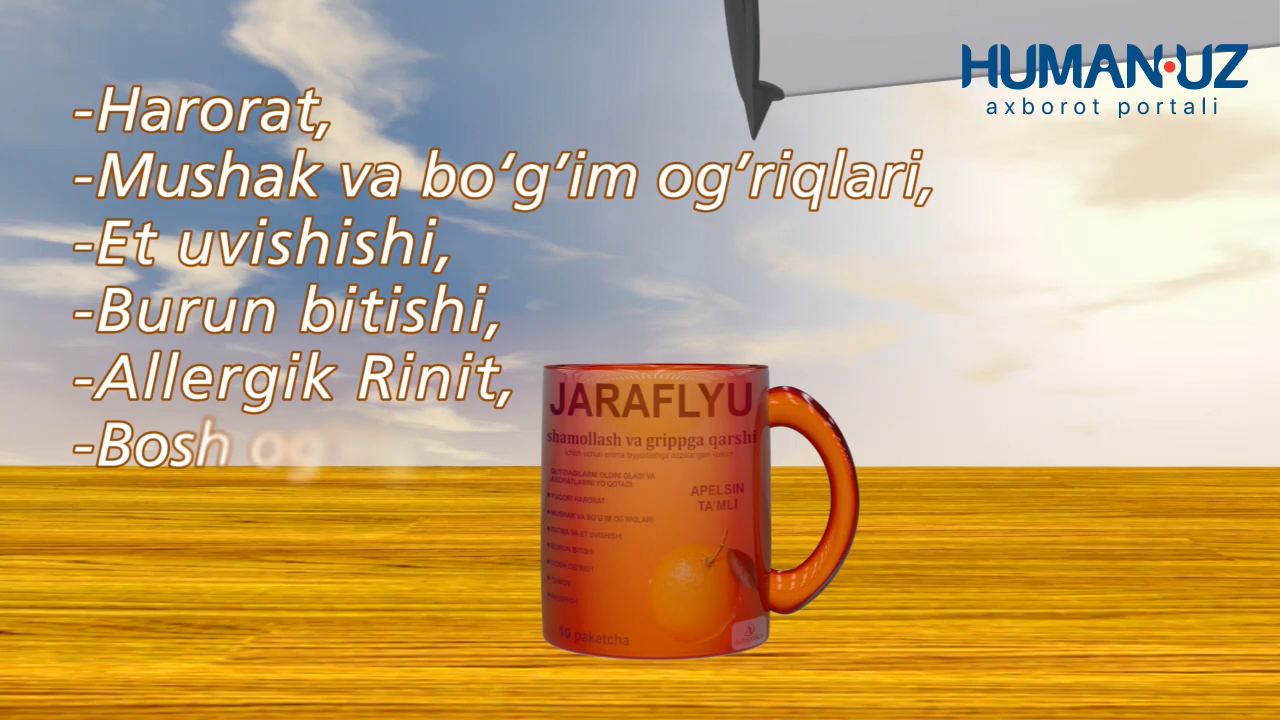 HUMAN·UZ
axborot portali
-Harorat,
-Mushak va bo‘g’im og’riqlari,
-Et uvishishi,
-Burun bitishi,
-Allergik Rinit,
-Bosh og’
JARAFLYU
shamollash va grippga qarshi
APELSIN
TA'MLİ
10 paketcha